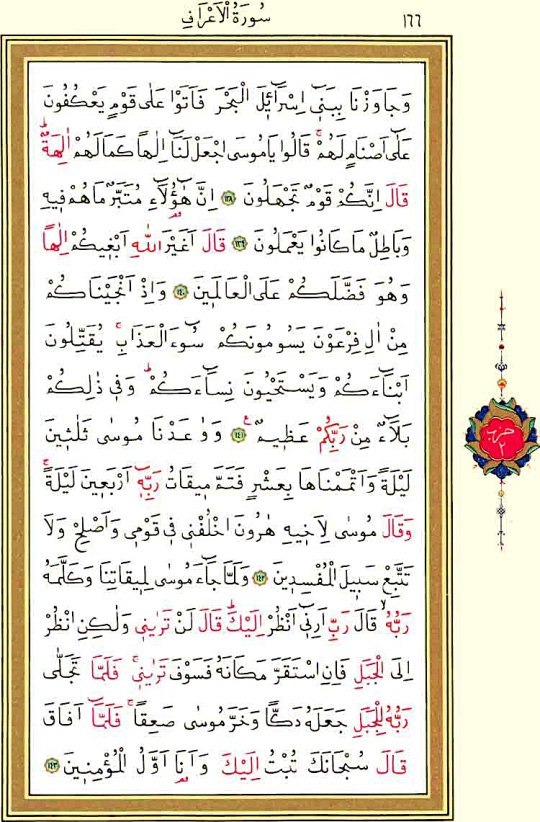 سُورَةُ الْاَعْرَافِ ١٦٦
وَجَاوَزْنَا بِبَنٓى اِسْرَٓائٖلَ الْبَحْرَ فَاَتَوْا عَلٰى قَوْمٍ يَعْكُفُونَ
عَلٰٓى اَصْنَامٍ لَهُمْۚ قَالُوا يَامُوسَى اجْعَلْ لَنَٓا اِلٰهًا كَمَا لَهُمْ اٰلِهَةٌؕ
قَالَ اِنَّكُمْ قَوْمٌ تَجْهَلُونَ ﴿١٣٨﴾ اِنَّ هٰٓؤُ۬لَٓاءِ مُتَبَّرٌ مَا هُمْ فٖيهِ
وَبَاطِلٌ مَا كَانُوا يَعْمَلُونَ ﴿١٣٩﴾ قَالَ اَغَيْرَ اللّٰهِ اَبْغٖيكُمْ اِلٰهًا
وَهُوَ فَضَّلَكُمْ عَلَى الْعَالَمٖينَ ﴿١٤٠﴾ وَاِذْ اَنْجَيْنَاكُمْ
مِنْ اٰلِ فِرْعَوْنَ يَسُومُونَكُمْ سُٓوءَ الْعَذَابِۚ يُقَتِّلُونَ
اَبْنَٓاءَكُمْ وَيَسْتَحْيُونَ نِسَٓاءَكُمْؕ وَفٖى ذٰلِكُمْ
بَلَٓاءٌ مِنْ رَبِّكُمْ عَظٖيمٌࣖ ﴿١٤١﴾ وَوٰعَدْنَا مُوسٰى ثَلٰثٖينَ
لَيْلَةً وَاَتْمَمْنَاهَا بِعَشْرٍ فَتَمَّ مٖيقَاتُ رَبِّهٖٓ اَرْبَعٖينَ لَيْلَةًۚ
وَقَالَ مُوسٰى لِاَخٖيهِ هٰرُونَ اخْلُفْنٖى فٖى قَوْمٖى وَاَصْلِحْ وَلَا
تَتَّبِعْ سَبٖيلَ الْمُفْسِدٖينَ ﴿١٤٢﴾ وَلَمَّا جَٓاءَ مُوسٰى لِمٖيقَاتِنَا وَكَلَّمَهُ
رَبُّهُۙ قَالَ رَبِّ اَرِنٖٓى اَنْظُرْ اِلَيْكَؕ قَالَ لَنْ تَرٰينٖى وَلٰكِنِ انْظُرْ
اِلَى الْجَبَلِ فَاِنِ اسْتَقَرَّ مَكَانَهُ فَسَوْفَ تَرٰينٖىۚ فَلَمَّا تَجَلّٰى
رَبُّهُ لِلْجَبَلِ جَعَلَهُ دَكًّا وَخَرَّ مُوسٰى صَعِقًاۚ فَلَمَّٓا اَفَاقَ
قَالَ سُبْحَانَكَ تُبْتُ اِلَيْكَ وَاَنَا۬ اَوَّلُ الْمُؤْمِنٖينَ ﴿١٤٣﴾
حزب
٢